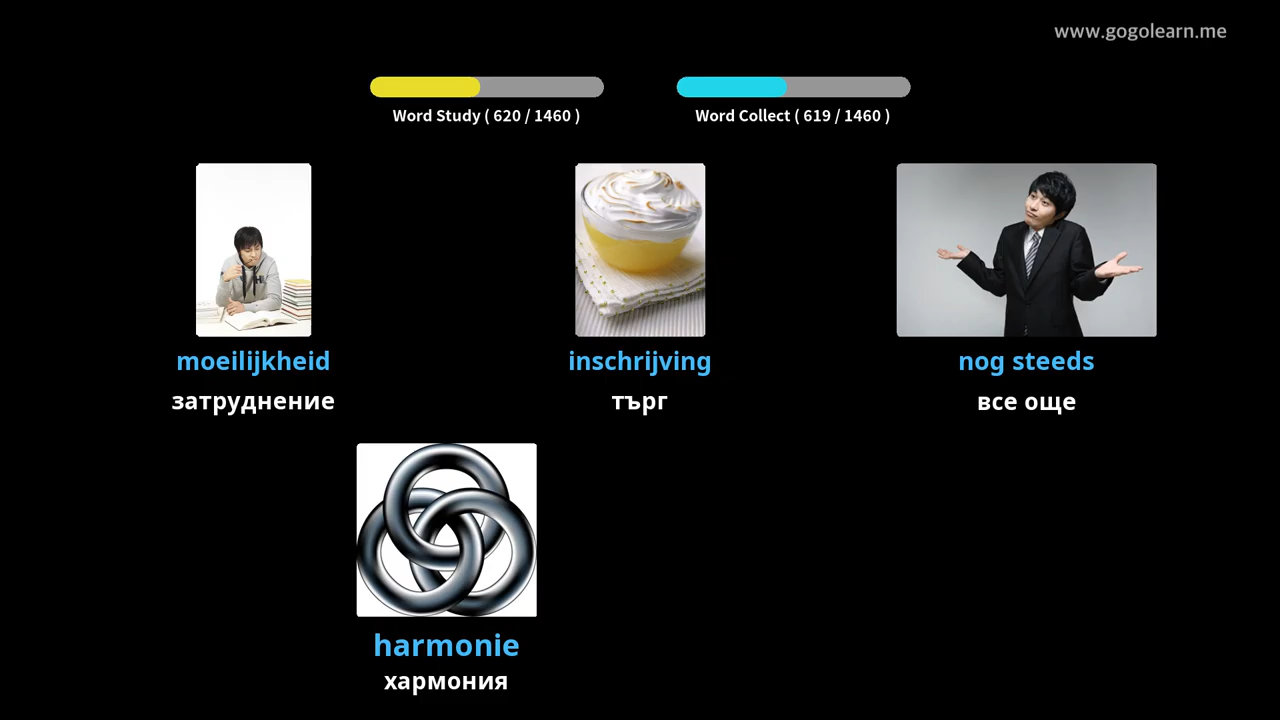 www.gogolearn.me
Word Study ( 620 / 1460 )
Word Collect ( 619 / 1460 )
moeilijkheid
затруднение
inschrijving
търг
nog steeds
все още
harmonie
хармония